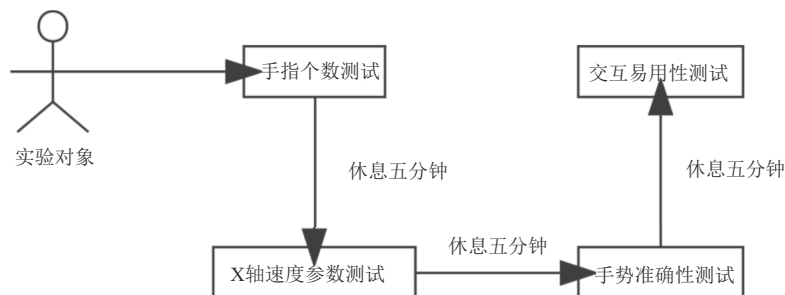 手指个数测试
交互易用性测试
实验对象
休息五分钟
休息五分钟
休息五分钟
X轴速度参数测试
手势准确性测试